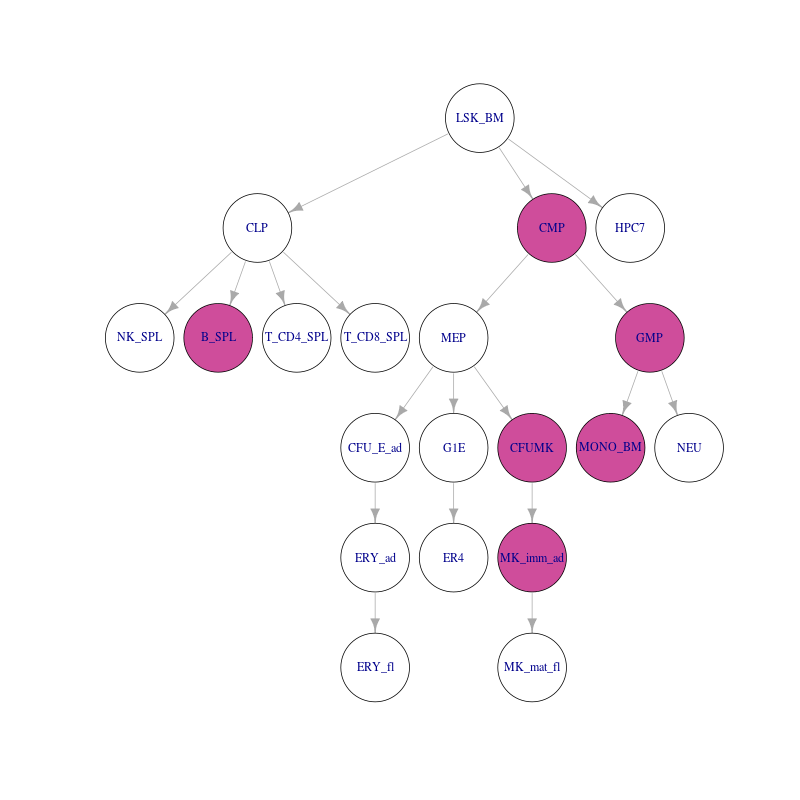 LSK_BM
CLP
CMP
HPC7
NK_SPL
B_SPL
T_CD4_SPL
T_CD8_SPL
MEP
GMP
CFU_E_ad
G1E
CFUMK
MONO_BM
NEU
ERY_ad
ER4
MK_imm_ad
ERY_fl
MK_mat_fl